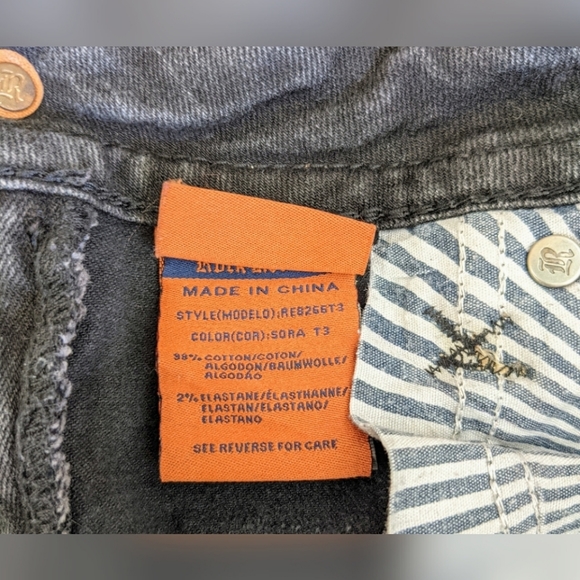 MADE IN CHINA
STYLE(MODELO):RE8266T3
COLOR(COR):SORA T3
98% COTTON/COTON/
ALGODON/BAUMWOLLE/
ALGODÃO
2% ELASTANE/ÉLASTHANNE/
ELASTAN/ELASTANO/
ELASTANO
SEE REVERSE FOR CARE
R
R